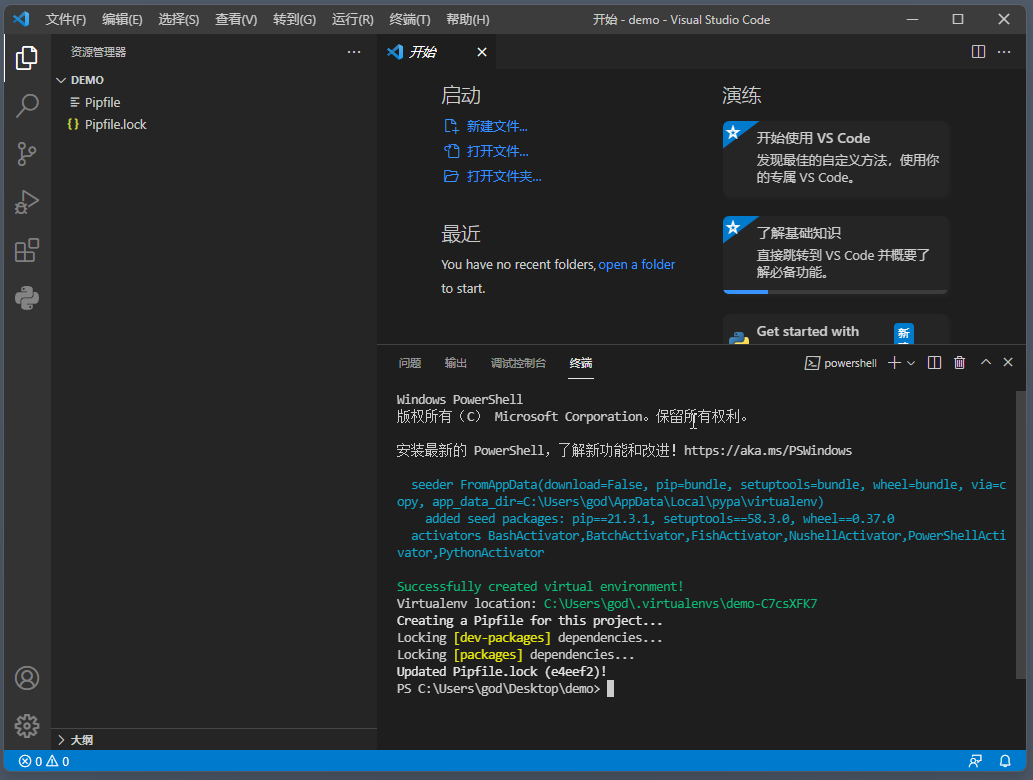 文件(F) 编辑(E) 选择(S) 查看(V) 转到(G) 运行(R) 终端(T) 帮助(H) 开始 - demo - Visual Studio Code
资源管理器
DEMO
Pipfile
Pipfile.lock
大纲
开始
启动
新建文件...
打开文件...
打开文件夹...
最近
You have no recent folders, open a folder
to start.
演练
开始使用 VS Code
发现最佳的自定义方法，使用你
的专属 VS Code。
了解基础知识
直接跳转到 VS Code 并概要了
解必备功能。
Get started with
新
问题 输出 调试控制台 终端 powershell
Windows PowerShell
版权所有（C） Microsoft Corporation。保留所有权利。
安装最新的 PowerShell，了解新功能和改进！https://aka.ms/PSWindows
seeder FromAppData(download=False, pip=bundle, setuptools=bundle, wheel=bundle, via=c
opy, app_data_dir=C:\Users\god\AppData\Local\pypa\virtualenv)
added seed packages: pip==21.3.1, setuptools==58.3.0, wheel==0.37.0
activators BashActivator,BatchActivator,FishActivator,NushellActivator,PowerShellActi
vator,PythonActivator
Successfully created virtual environment!
Virtualenv location: C:\Users\god\.virtualenvs\demo-C7csXFK7
Creating a Pipfile for this project...
Locking [dev-packages] dependencies...
Locking [packages] dependencies...
Updated Pipfile.lock (e4eef2)!
PS C:\Users\god\Desktop\demo>
0 0